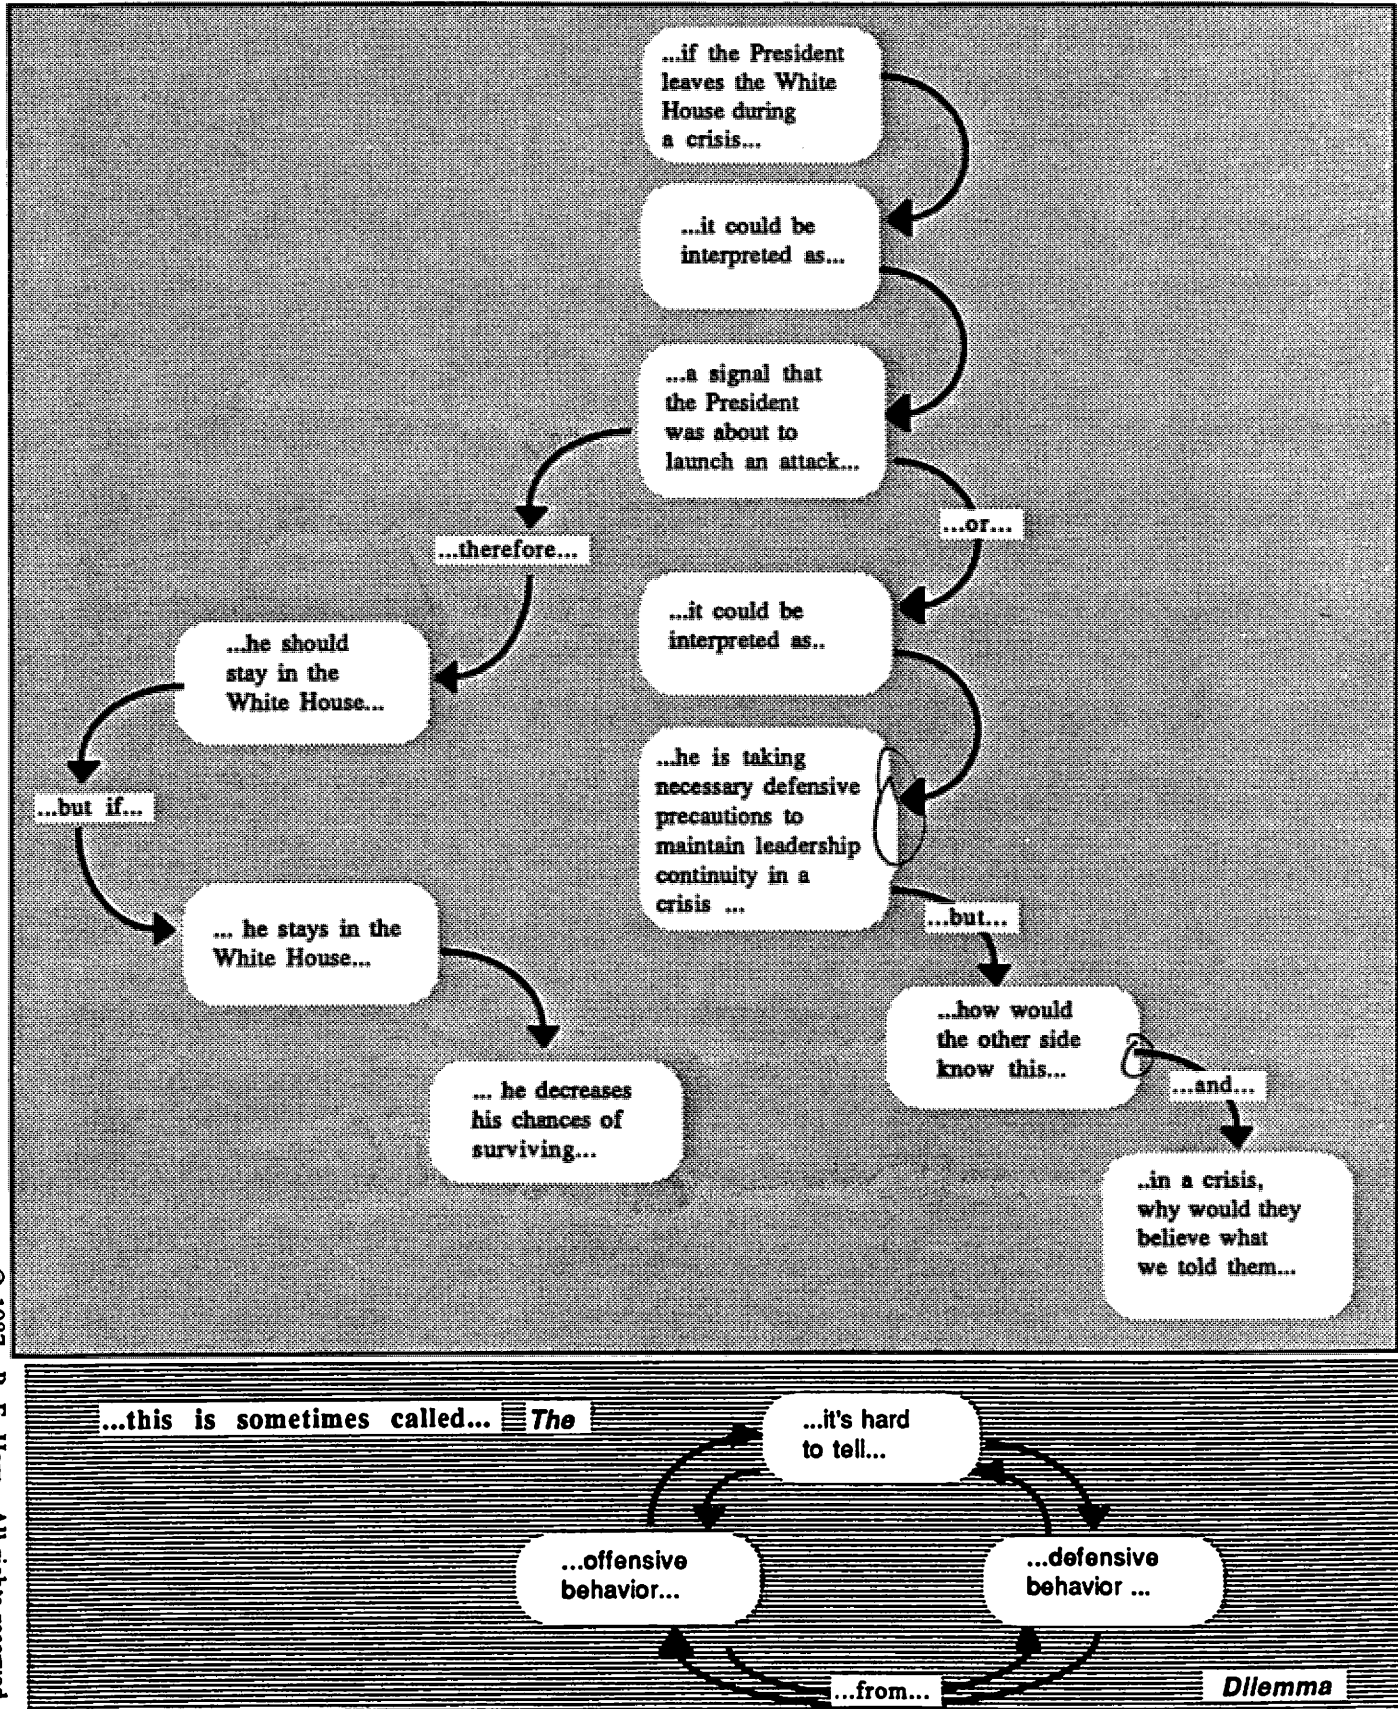 ...if the President
leaves the White
House during
a crisis...
...it could be
interpreted as...
...a signal that
the President
was about to
launch an attack...
...therefore...
...he should
stay in the
White House...
...but if...
... he stays in the
White House...
... he decreases
his chances of
surviving...
...or...
...it could be
interpreted as..
...he is taking
necessary defensive
precautions to
maintain leadership
continuity in a
crisis ...
...but...
...how would
the other side
know this...
...and...
..in a crisis,
why would they
believe what
we told them...
...this is sometimes called... The
...it's hard
to tell...
...offensive
behavior...
...defensive
behavior ...
...from...
Dilemma